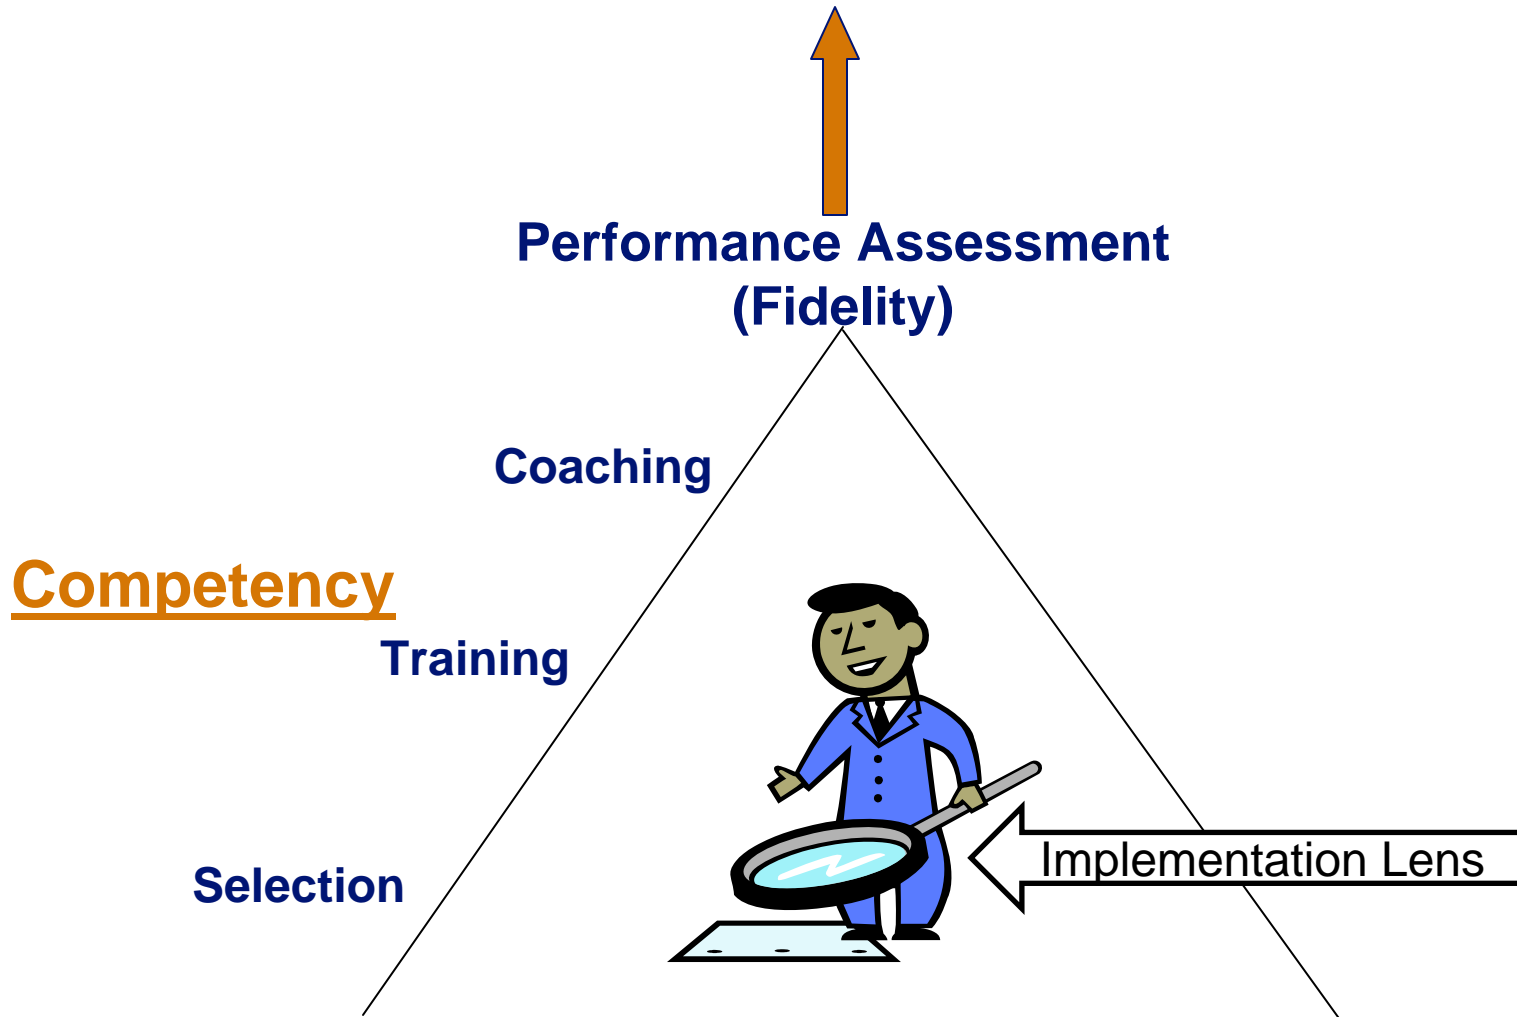 Performance Assessment
(Fidelity)
Coaching
Competency
Training
Implementation Lens
Selection